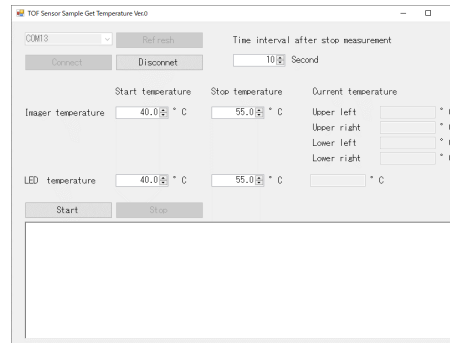 TOF Sensor Sample Get Temperature Ver.0
COM13 Refresh Time interval after stop measurement
Connect Disconnet 10 Second
Start temperature Stop temperature Current temperature
Imager temperature 40.0 ° C 55.0 ° C Upper left °
Upper right °
Lower left °
Lower right °
LED temperature 40.0 ° C 55.0 ° C ° C
Start Stop